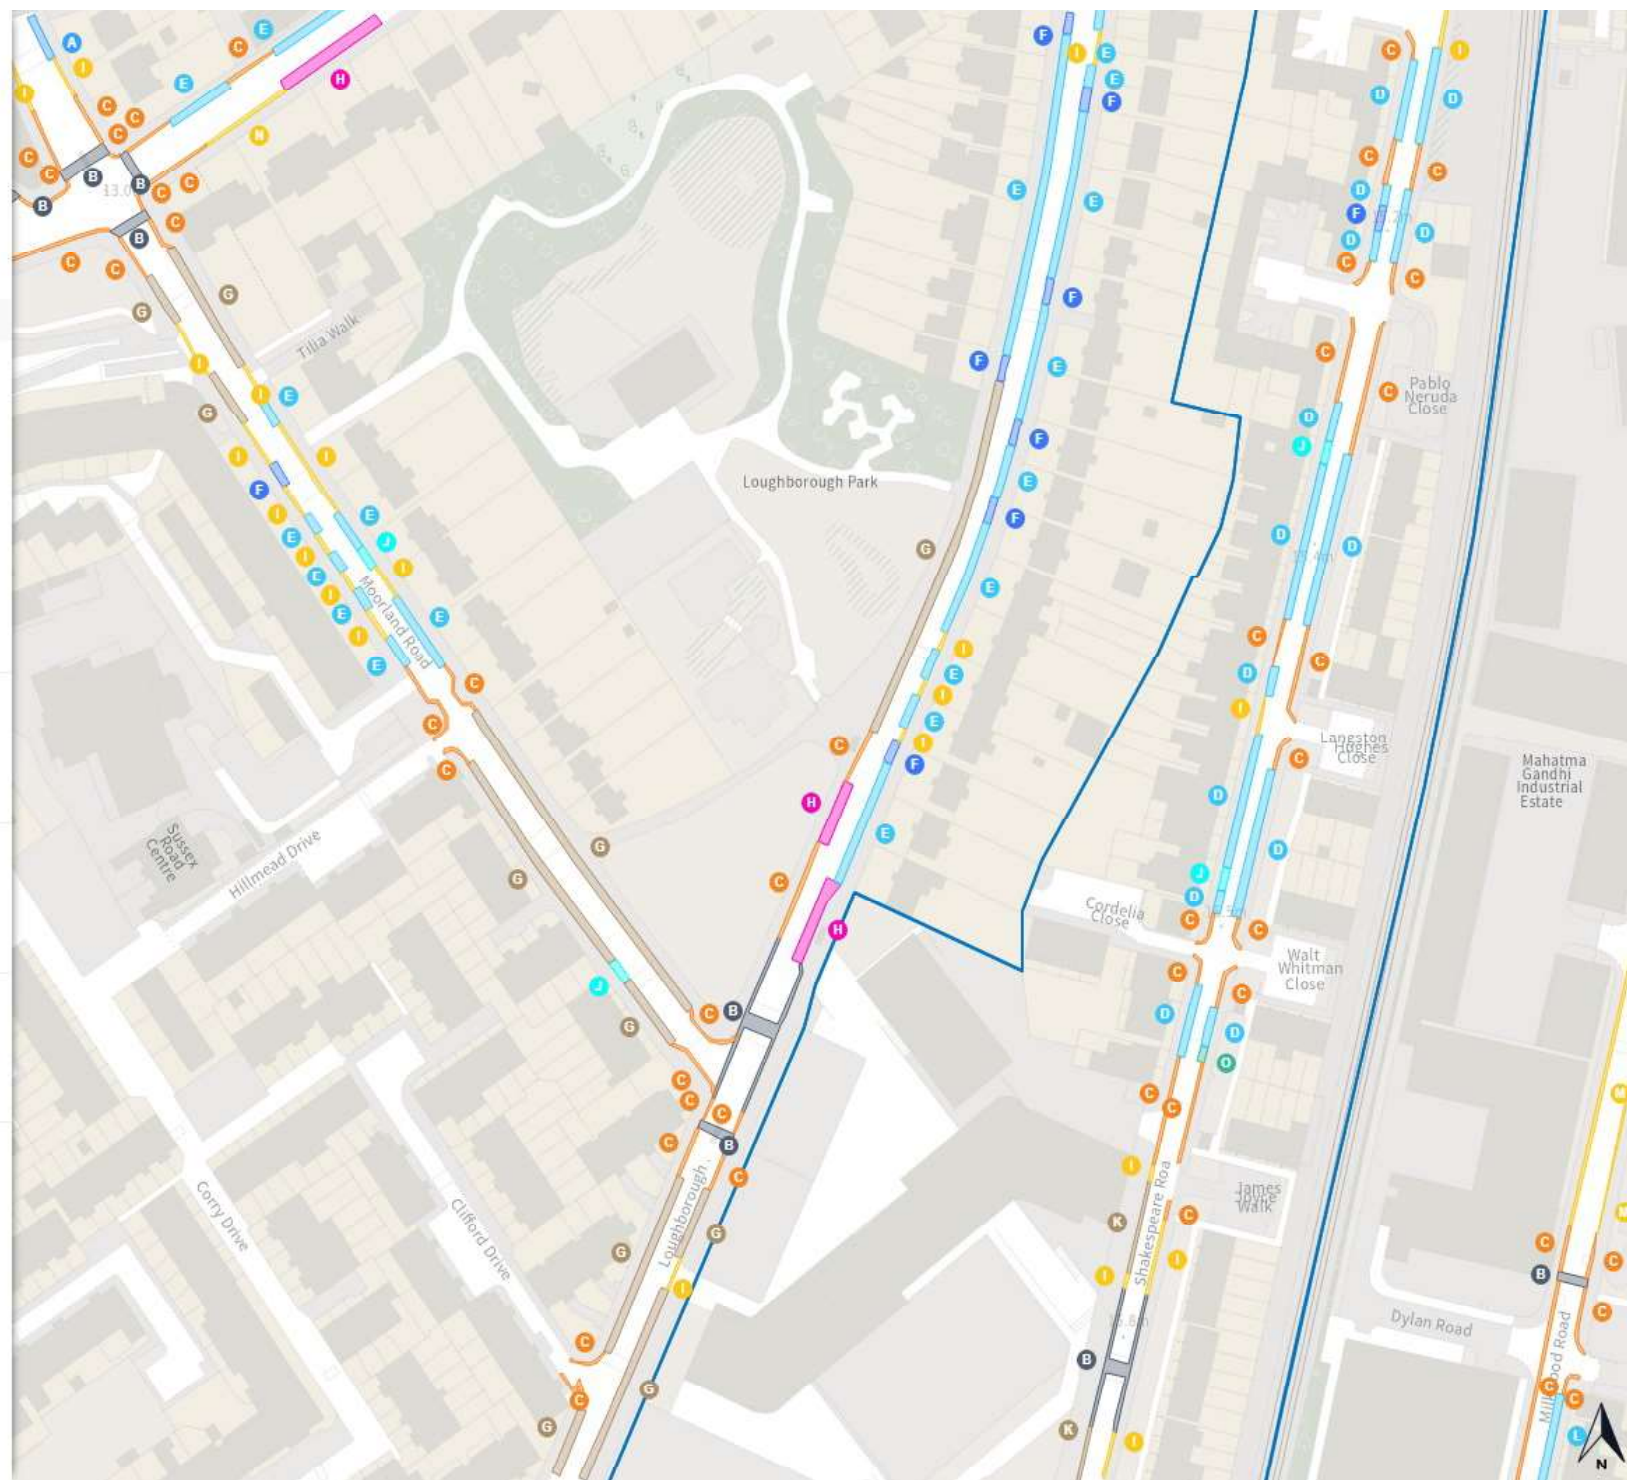 Tilia Walk
Pablo
Neruda
Close
Loughborough Park
Moorland Road
Langston
Hughes
Close
Mahatma
Gandhi
Industrial
Estate
Sussex
Road
Centre
Hillmead Drive
Cordelia
Close
Walt
Whitman
Close
Corry Drive
Clifford Drive
Loughborough
Shakespeare Roa
James
Joyce
Walk
Dylan Road
N
A
B
C
D
E
F
G
H
I
J
K
L
M
N
O